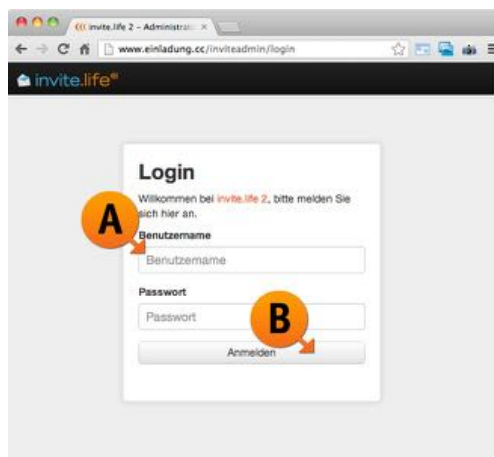 invite.life 2 – Administrat
www.einladung.cc/inviteadmin/login
invite.life
Login
Willkommen bei invite.life 2, bitte melden Sie
sich hier an.
A
Benutzername
Benutzername
Passwort
Passwort
B
Anmelden